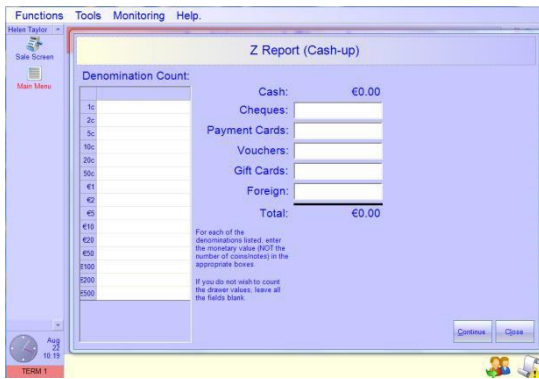 Functions Tools Monitoring Help.
Helen Taylor
Sale Screen
Main Menu
Z Report (Cash-up)
Denomination Count:
1c
2c
5c
10c
20c
50c
€1
€2
€5
€10
€20
€50
€100
€200
€500
Cash: €0.00
Cheques:
Payment Cards:
Vouchers:
Gift Cards:
Foreign:
Total: €0.00
For each of the
denominations listed, enter
the monetary value (NOT the
number of coins/notes) in the
appropriate boxes
If you do not wish to count
the drawer values, leave all
the fields blank
Continue Close
Aug
22
10:19
TERM 1